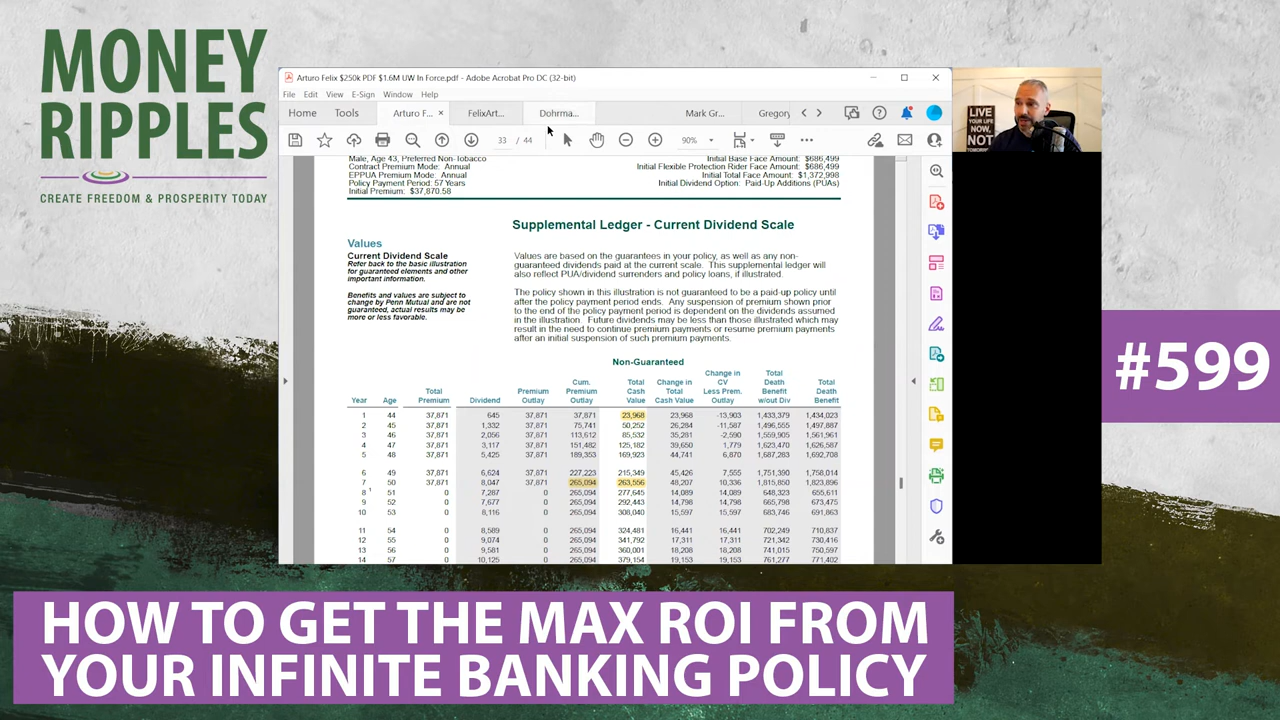 MONEY
RIPPLES
CREATE FREEDOM & PROSPERITY TODAY
Arturo Felix $250k PDF $1.6M UW In Force.pdf - Adobe Acrobat Pro DC (32-bit)
File Edit View E-Sign Window Help
Home Tools Arturo F... × FelixArt... Dohrma... Mark Gr... Gregory
33 / 44 90%
Male, Age 43, Preferred Non-Tobacco
Contract Premium Mode: Annual
EPPUA Premium Mode: Annual
Policy Payment Period: 57 Years
Initial Premium: $37,870.58
Initial Base Face Amount: $686,499
Initial Flexible Protection Rider Face Amount: $686,499
Initial Total Face Amount: $1,372,998
Initial Dividend Option: Paid-Up Additions (PUAs)
Supplemental Ledger - Current Dividend Scale
Values
Current Dividend Scale
Refer back to the basic illustration
for guaranteed elements and other
important information.
Benefits and values are subject to
change by Penn Mutual and are not
guaranteed, actual results may be
more or less favorable.
Values are based on the guarantees in your policy, as well as any non-
guaranteed dividends paid at the current scale. This supplemental ledger will
also reflect PUA/dividend surrenders and policy loans, if illustrated.
The policy shown in this illustration is not guaranteed to be a paid-up policy until
after the policy payment period ends. Any suspension of premium shown prior
to the end of the policy payment period is dependent on the dividends assumed
in the illustration. Future dividends may be less than those illustrated which may
result in the need to continue premium payments or resume premium payments
after an initial suspension of such premium payments.
Non-Guaranteed
Change in Total
Cum. Total Change in CV Death Total
Total Premium Premium Cash Total Less Prem. Benefit Death
Year Age Premium Dividend Outlay Outlay Value Cash Value Outlay w/out Div Benefit
1 44 37,871 645 37,871 37,871 23,968 23,968 -13,903 1,433,379 1,434,023
2 45 37,871 1,332 37,871 75,741 50,252 26,284 -11,587 1,496,555 1,497,887
3 46 37,871 2,056 37,871 113,612 85,532 35,281 -2,590 1,559,905 1,561,961
4 47 37,871 3,117 37,871 151,482 125,182 39,650 1,779 1,623,470 1,626,587
5 48 37,871 5,425 37,871 189,353 169,923 44,741 6,870 1,687,283 1,692,708
6 49 37,871 6,624 37,871 227,223 215,349 45,426 7,555 1,751,390 1,758,014
7 50 37,871 8,047 37,871 265,094 263,556 48,207 10,336 1,815,850 1,823,896
8 1 51 0 7,287 0 265,094 277,645 14,089 14,089 648,323 655,611
9 52 0 7,677 0 265,094 292,443 14,798 14,798 665,798 673,475
10 53 0 8,116 0 265,094 308,040 15,597 15,597 683,746 691,863
11 54 0 8,589 0 265,094 324,481 16,441 16,441 702,249 710,837
12 55 0 9,074 0 265,094 341,792 17,311 17,311 721,342 730,416
13 56 0 9,581 0 265,094 360,001 18,208 18,208 741,015 750,597
14 57 0 10,125 0 265,094 379,154 19,153 19,153 761,277 771,402
LIVE
YOUR LIFE
NOW,
NOT
#599
HOW TO GET THE MAX ROI FROM
YOUR INFINITE BANKING POLICY